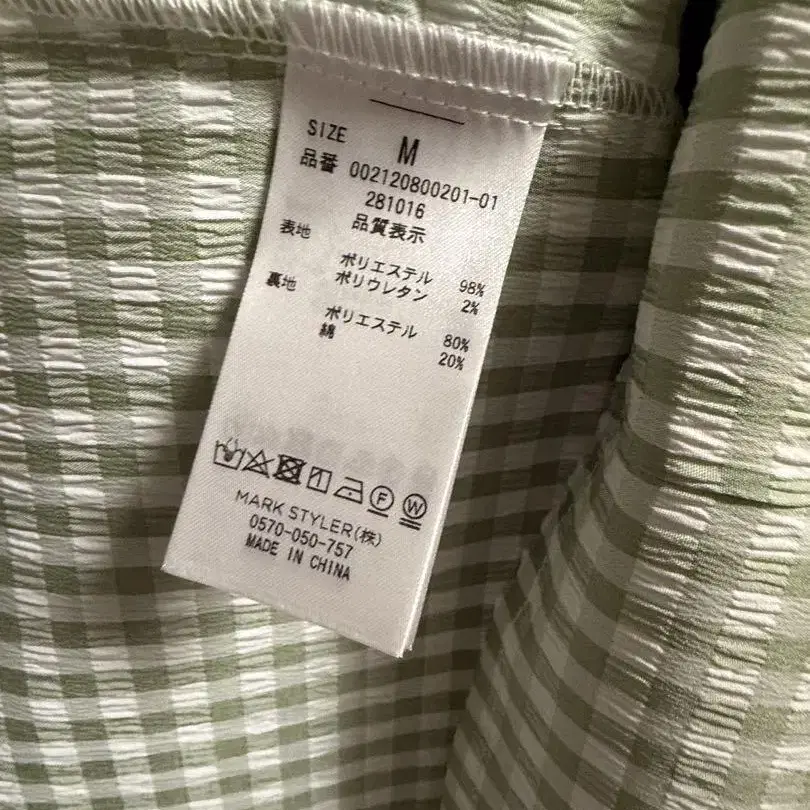 SIZE M
品番 002120800201-01
281016
品質表示
表地
ポリエステル 98%
ポリウレタン 2%
裏地
ポリエステル 80%
綿 20%
F W
MARK STYLER(株)
0570-050-757
MADE IN CHINA